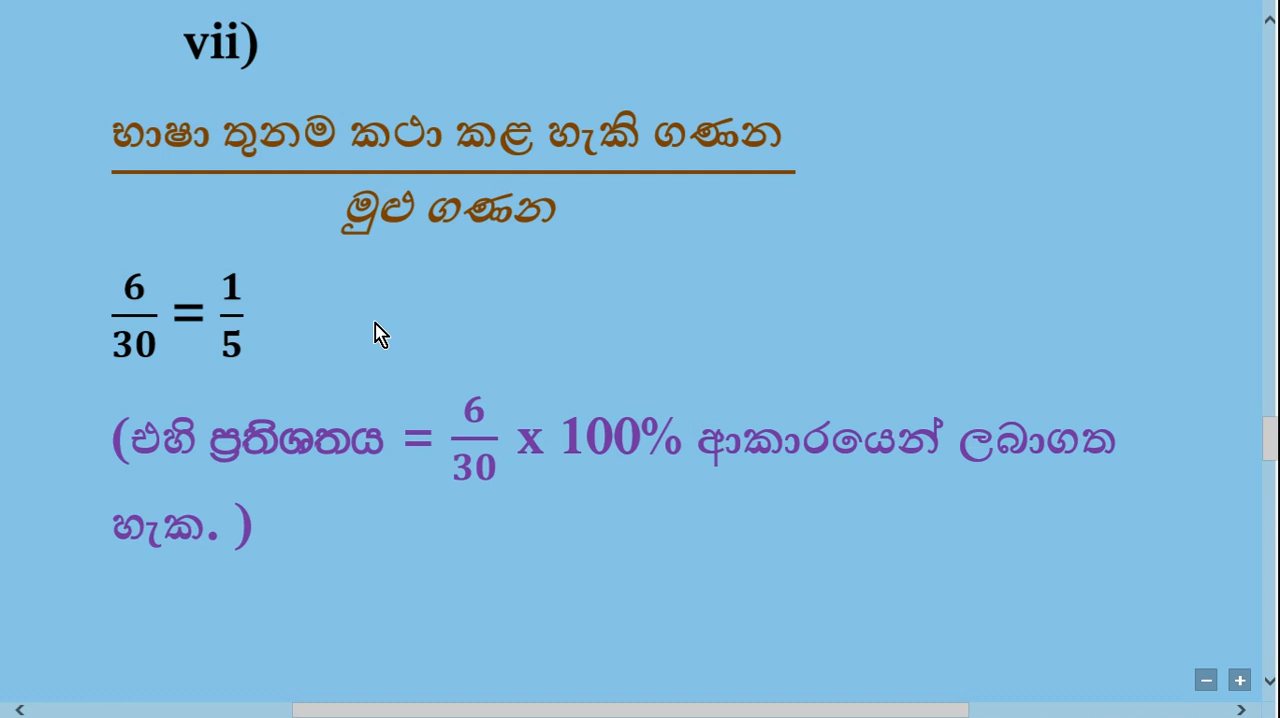 vii)
භාෂා තුනම කථා කළ හැකි ගණන
මුළු ගණන
6/30 = 1/5
(එහි ප්‍රතිශතය = 6/30 x 100% ආකාරයෙන් ලබාගත
හැක. )